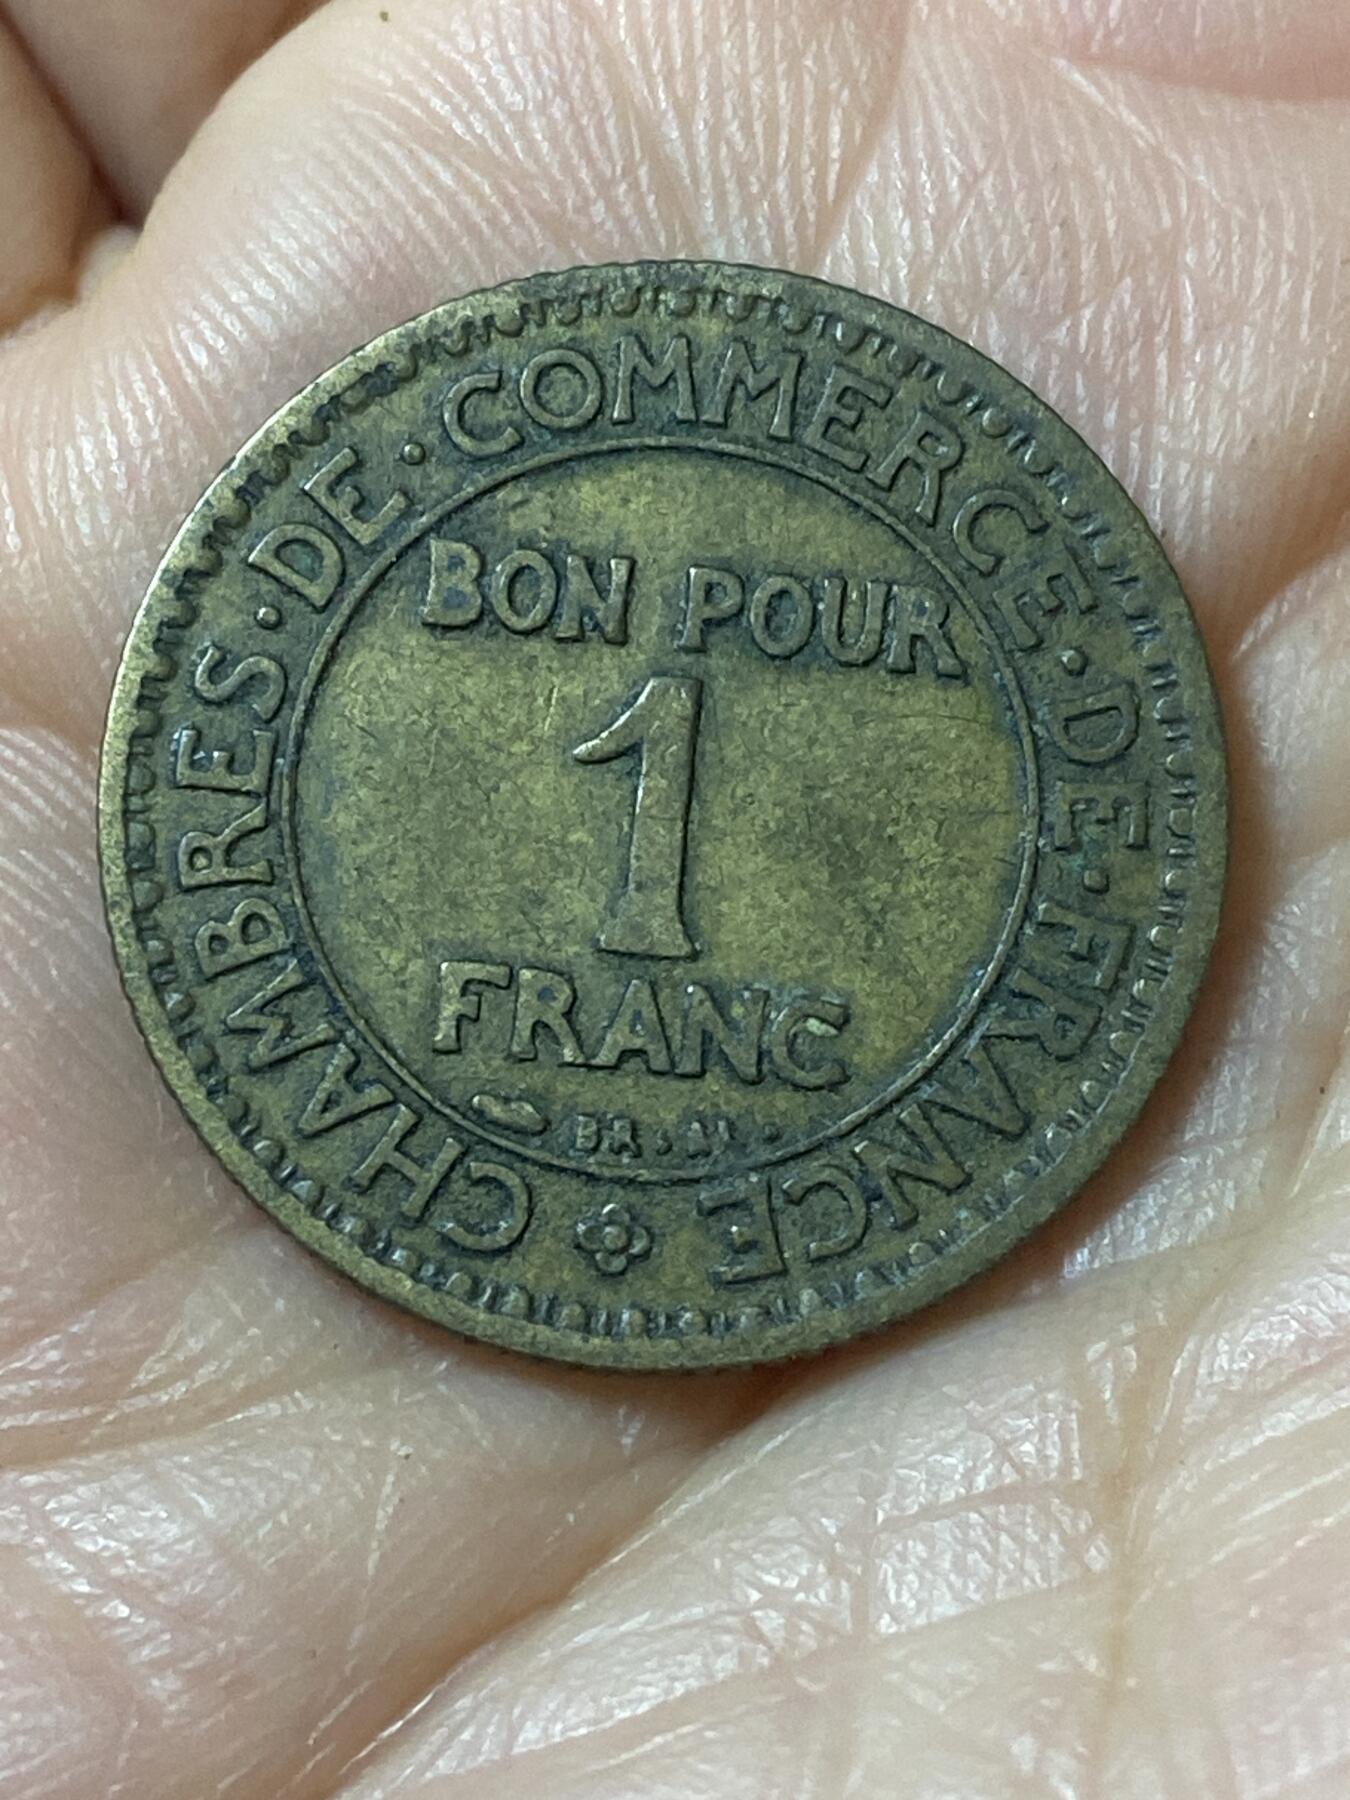 CHAMBRES·DE·COMMERCE·DE·FRANCE
BON POUR
1
FRANC